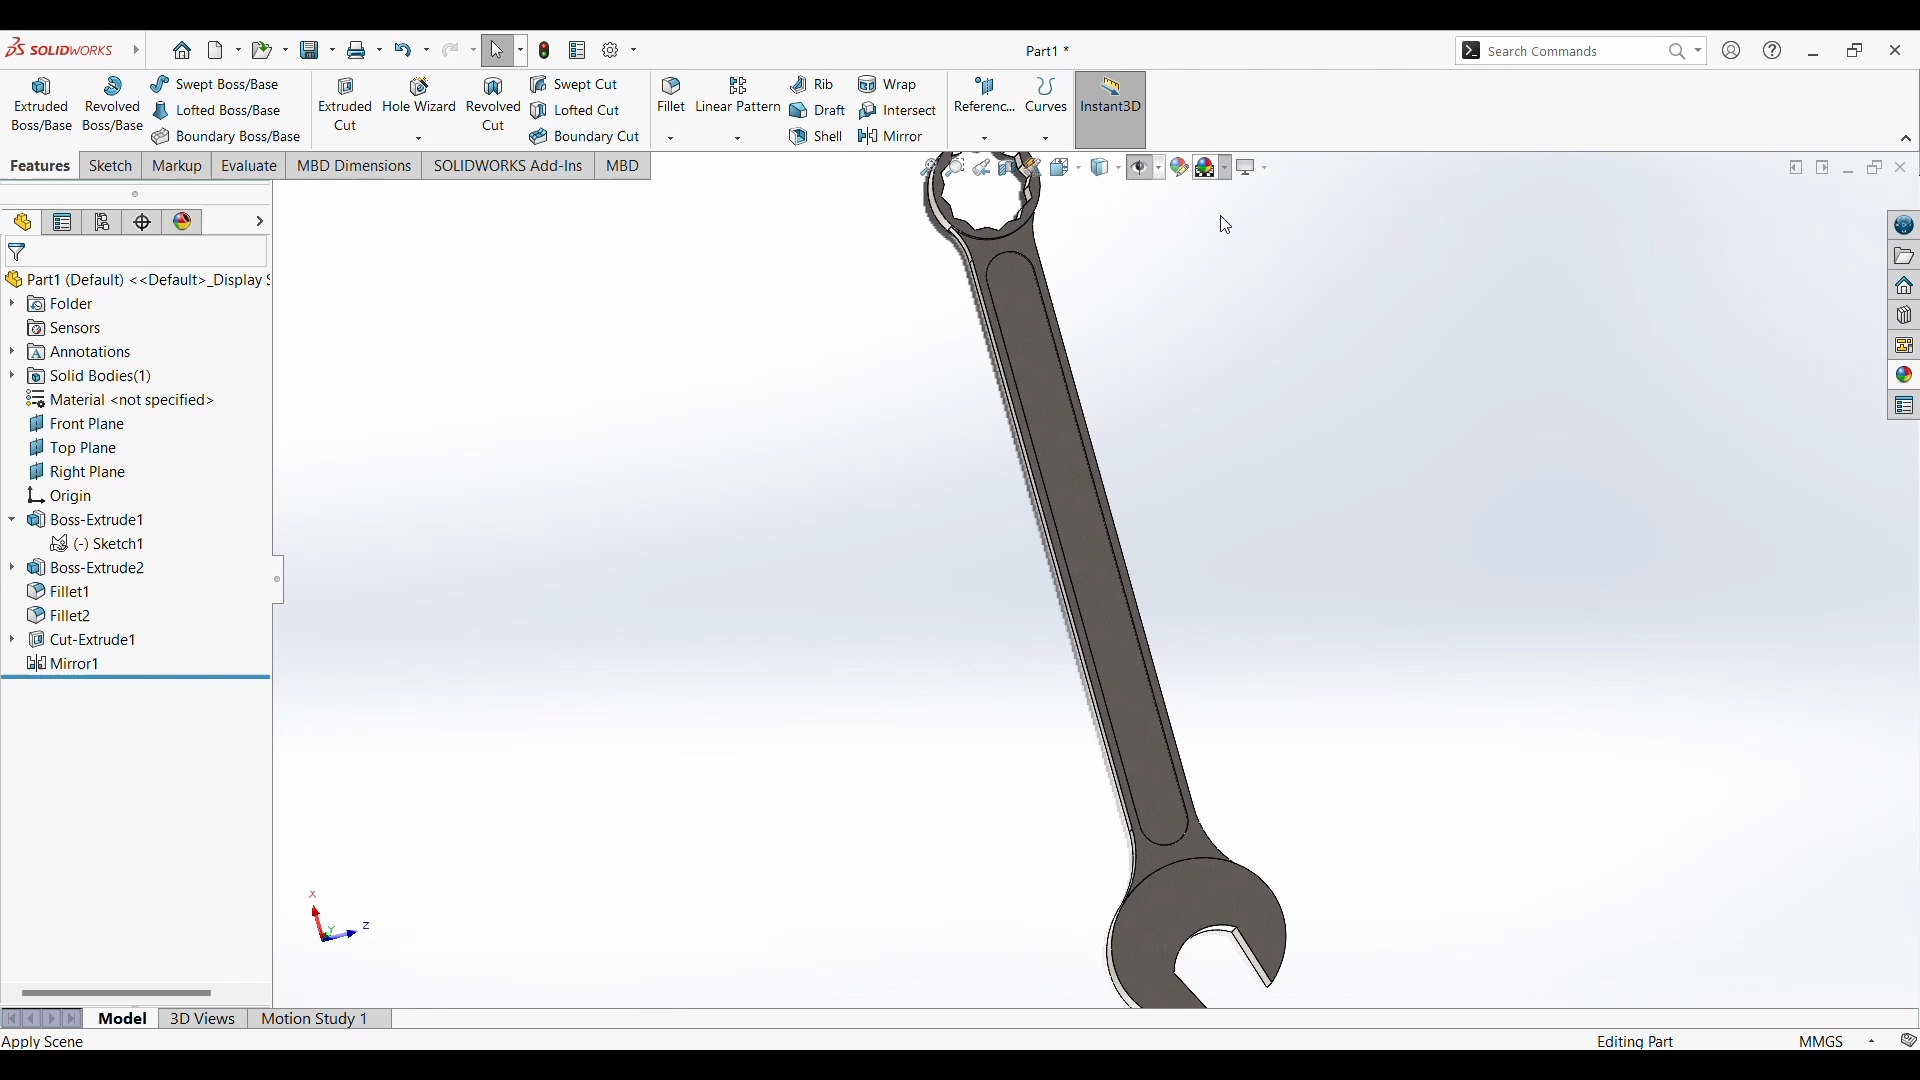 SOLIDWORKS
Part1 *
Search Commands
Extruded Boss/Base
Revolved Boss/Base
Swept Boss/Base
Lofted Boss/Base
Boundary Boss/Base
Extruded Cut
Hole Wizard
Revolved Cut
Swept Cut
Lofted Cut
Boundary Cut
Fillet
Linear Pattern
Rib
Draft
Shell
Wrap
Intersect
Mirror
Referenc...
Curves
Instant3D
Features
Sketch
Markup
Evaluate
MBD Dimensions
SOLIDWORKS Add-Ins
MBD
Part1 (Default) <<Default>_Display S
Folder
Sensors
Annotations
Solid Bodies(1)
Material <not specified>
Front Plane
Top Plane
Right Plane
Origin
Boss-Extrude1
(-) Sketch1
Boss-Extrude2
Fillet1
Fillet2
Cut-Extrude1
Mirror1
X
Y
Z
Model
3D Views
Motion Study 1
Apply Scene
Editing Part
MMGS